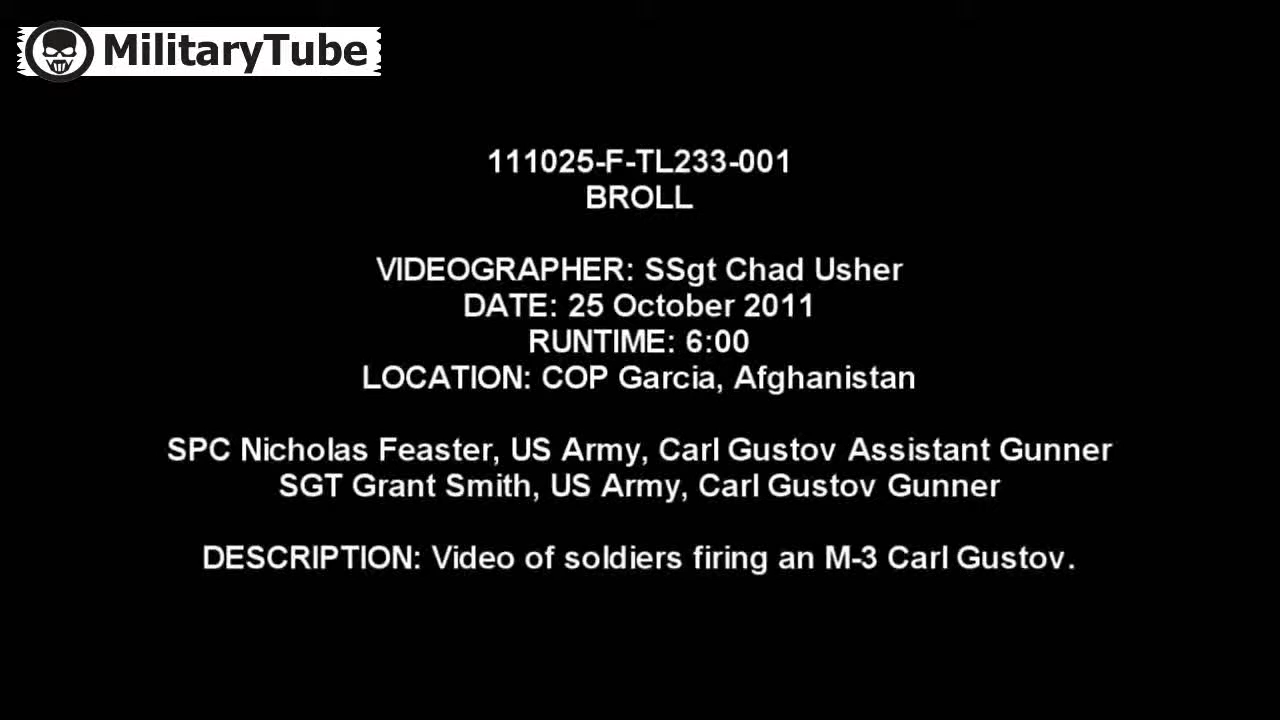 MilitaryTube
111025-F-TL233-001
BROLL
VIDEOGRAPHER: SSgt Chad Usher
DATE: 25 October 2011
RUNTIME: 6:00
LOCATION: COP Garcia, Afghanistan
SPC Nicholas Feaster, US Army, Carl Gustov Assistant Gunner
SGT Grant Smith, US Army, Carl Gustov Gunner
DESCRIPTION: Video of soldiers firing an M-3 Carl Gustov.